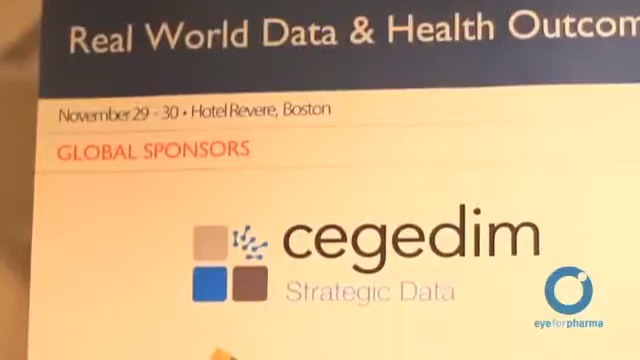 Real World Data & Health Outcom
November 29 - 30 • Hotel Revere, Boston
GLOBAL SPONSORS
cegedim
Strategic Data
eyeforpharma